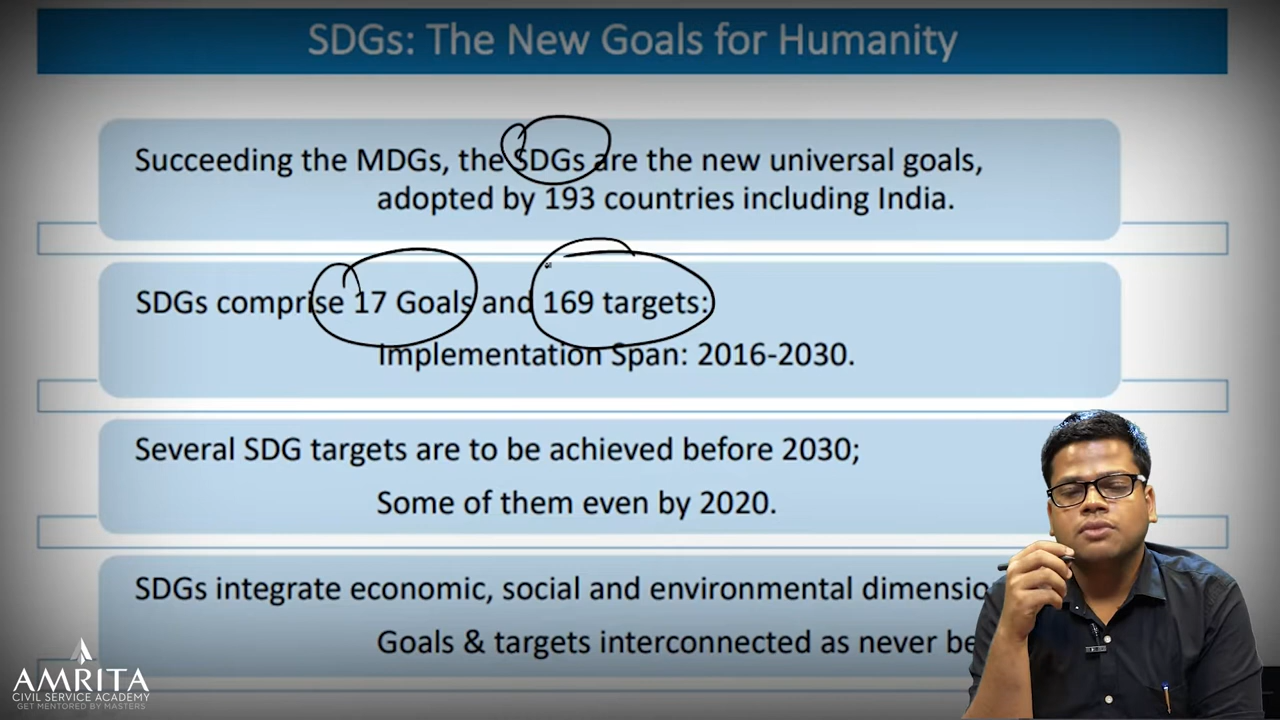 SDGs: The New Goals for Humanity
Succeeding the MDGs, the SDGs are the new universal goals,
adopted by 193 countries including India.
SDGs comprise 17 Goals and 169 targets:
Implementation Span: 2016-2030.
Several SDG targets are to be achieved before 2030;
Some of them even by 2020.
SDGs integrate economic, social and environmental
Goals & targets interconnected as never
AMRITA
CIVIL SERVICE ACADEMY
GET MENTORED BY MASTERS